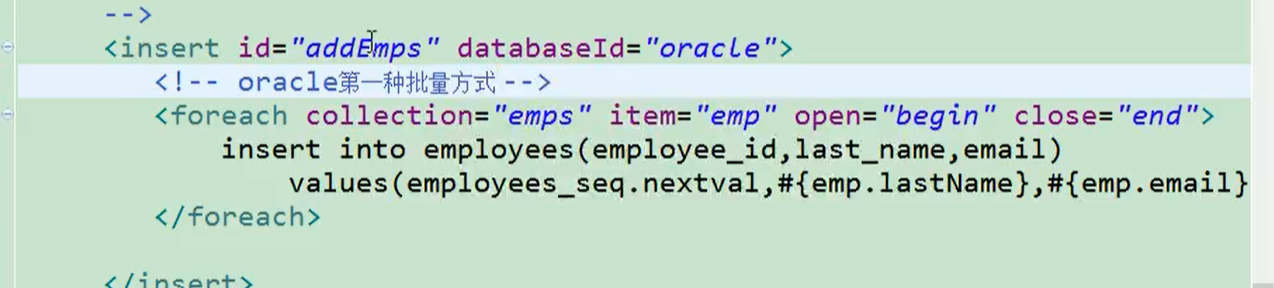 -->
<insert id="addEmps" databaseId="oracle">
<!-- oracle第一种批量方式 -->
<foreach collection="emps" item="emp" open="begin" close="end">
insert into employees(employee_id,last_name,email)
values(employees_seq.nextval,#{emp.lastName},#{emp.email}
</foreach>
</insert>